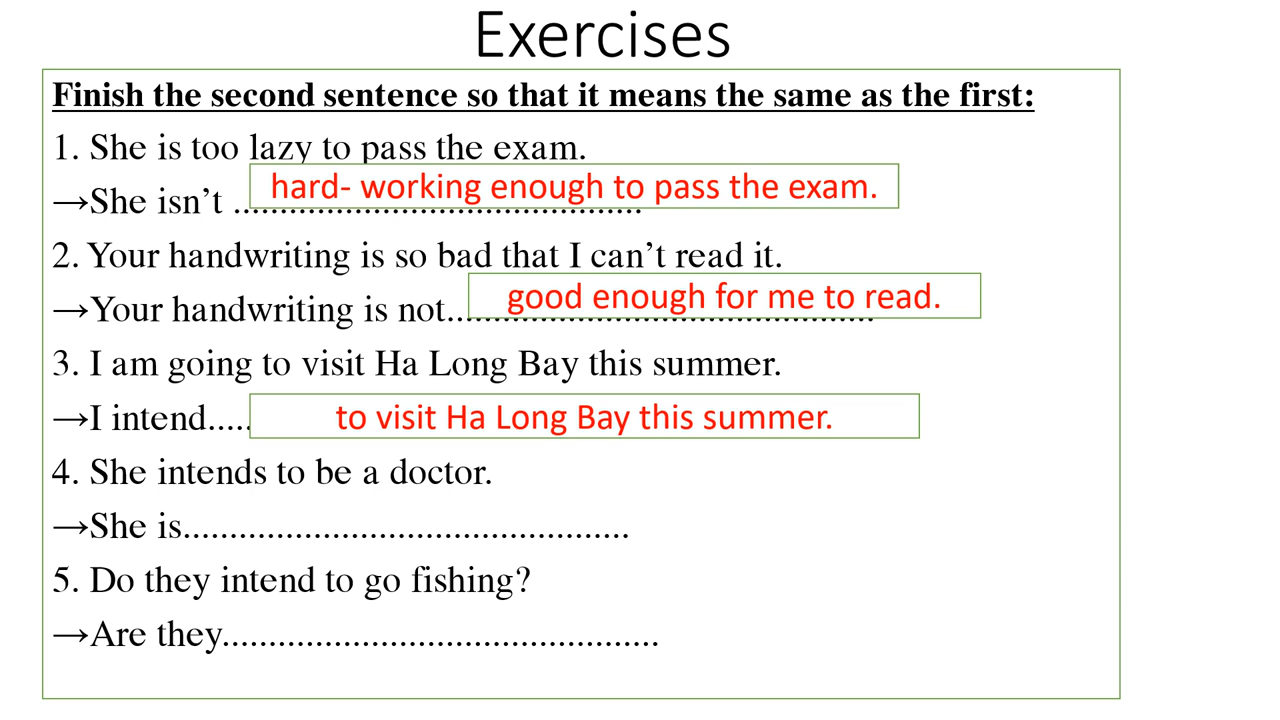 Exercises
Finish the second sentence so that it means the same as the first:
1. She is too lazy to pass the exam.
→She isn’t ............................................ hard- working enough to pass the exam.
2. Your handwriting is so bad that I can’t read it.
→Your handwriting is not.............................................. good enough for me to read.
3. I am going to visit Ha Long Bay this summer.
→I intend..... to visit Ha Long Bay this summer.
4. She intends to be a doctor.
→She is................................................
5. Do they intend to go fishing?
→Are they...............................................